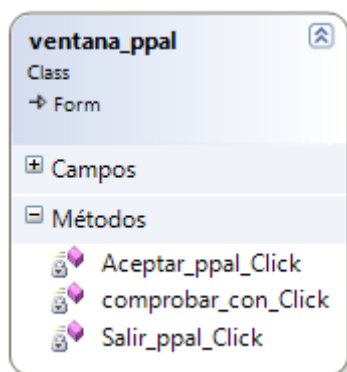 ventana_ppal
Class
Form
Campos
Métodos
Aceptar_ppal_Click
comprobar_con_Click
Salir_ppal_Click